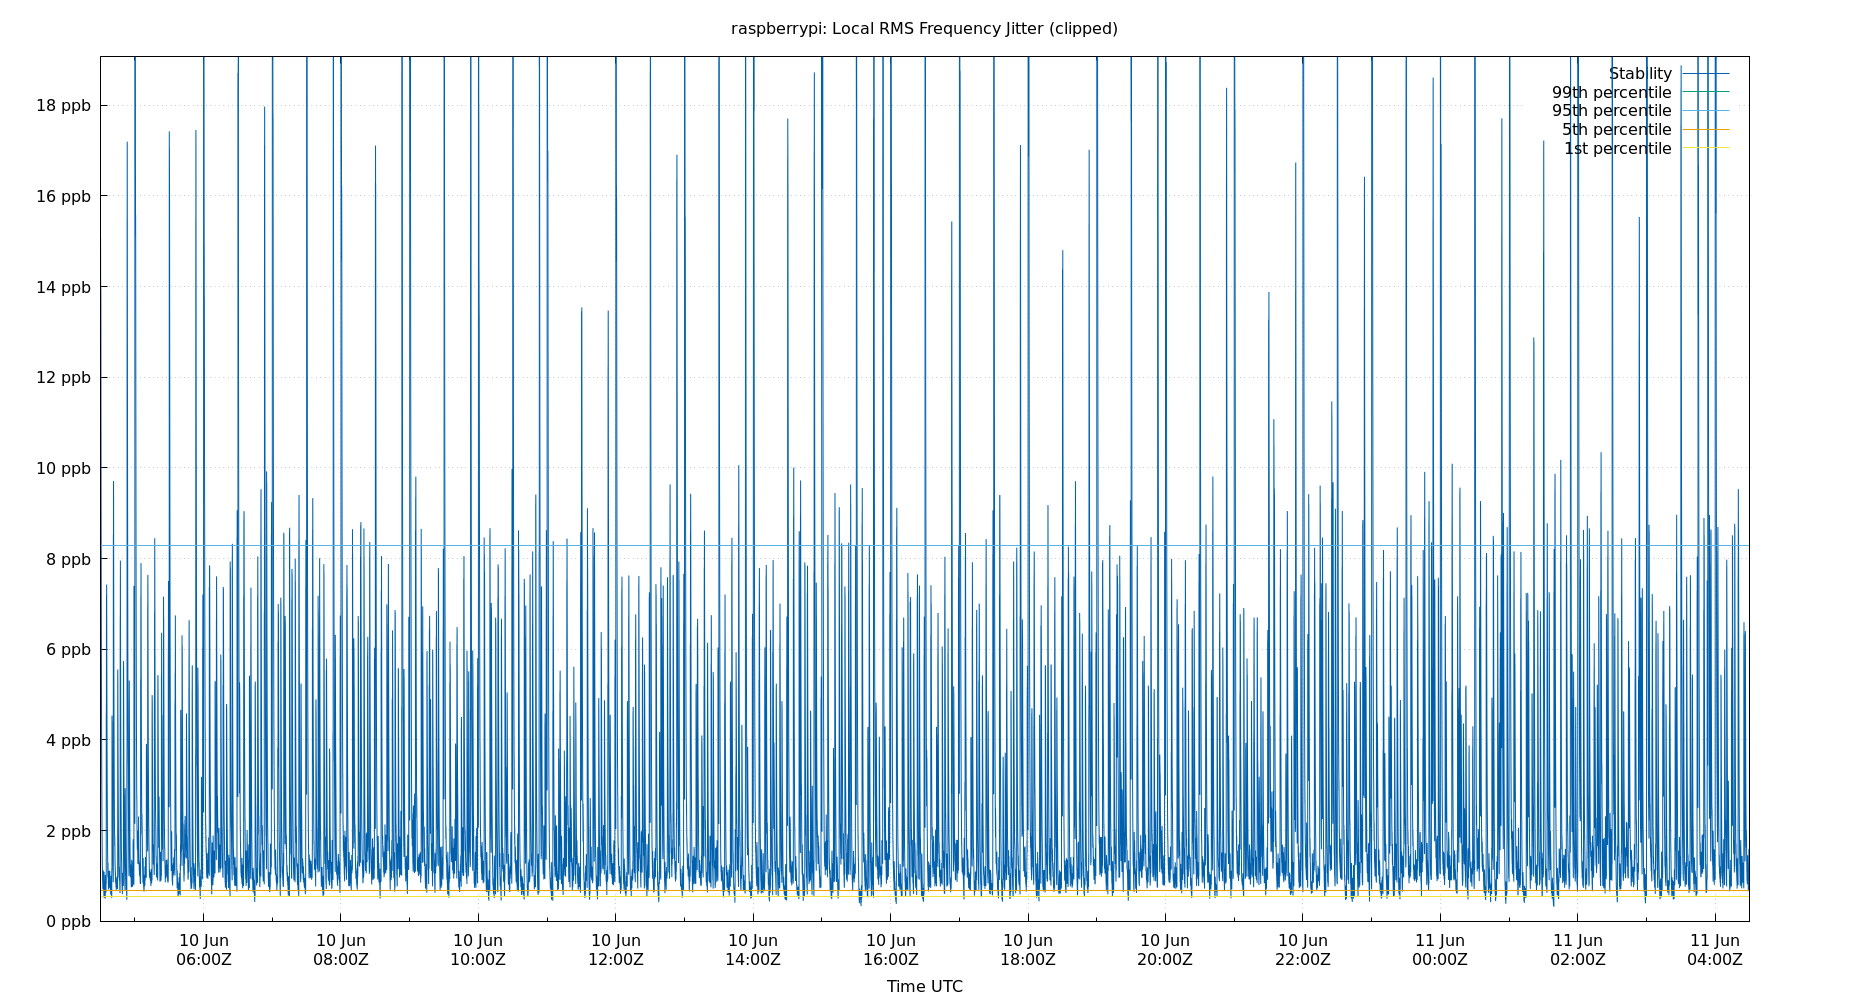 raspberrypi: Local RMS Frequency Jitter (clipped)
Stability
99th percentile
95th percentile
5th percentile
1st percentile
18 ppb
16 ppb
14 ppb
12 ppb
10 ppb
8 ppb
6 ppb
4 ppb
2 ppb
0 ppb
10 Jun 10 Jun 10 Jun 10 Jun 10 Jun 10 Jun 10 Jun 10 Jun 10 Jun 11 Jun 11 Jun 11 Jun
06:00Z 08:00Z 10:00Z 12:00Z 14:00Z 16:00Z 18:00Z 20:00Z 22:00Z 00:00Z 02:00Z 04:00Z
Time UTC